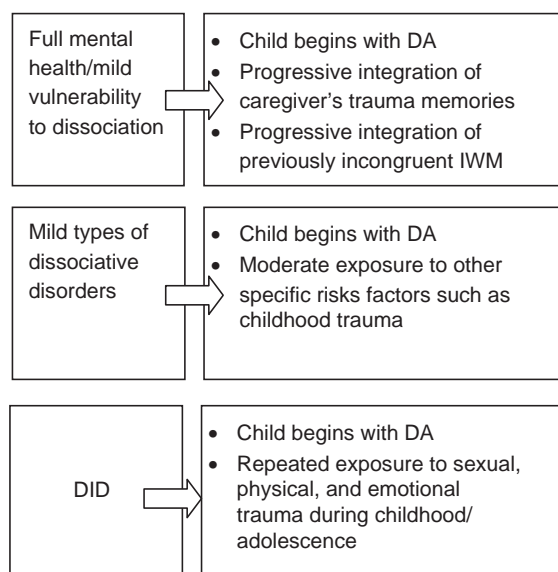 Full mental
health/mild
vulnerability
to dissociation
• Child begins with DA
• Progressive integration of
caregiver's trauma memories
• Progressive integration of
previously incongruent IWM
Mild types of
dissociative
disorders
• Child begins with DA
• Moderate exposure to other
specific risks factors such as
childhood trauma
DID
• Child begins with DA
• Repeated exposure to sexual,
physical, and emotional
trauma during childhood/
adolescence